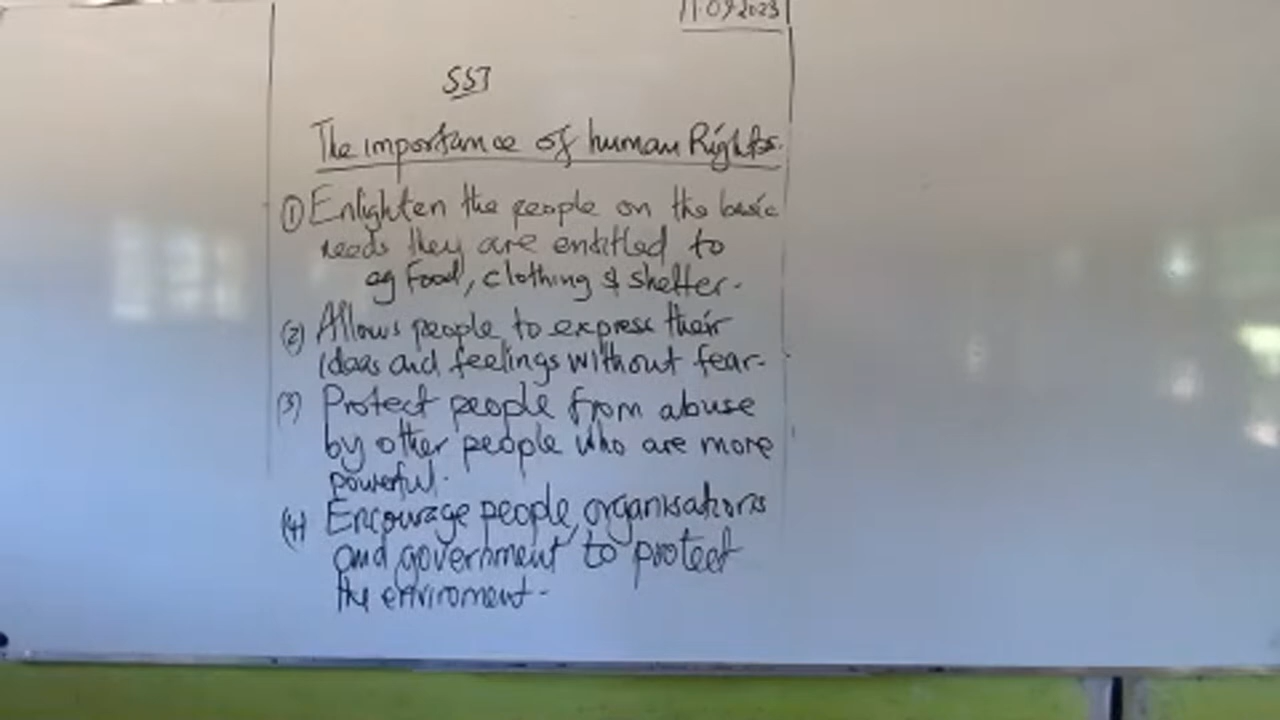 11.09.2023
SST
The importance of human Rights.
① Enlighten the people on the basic
needs they are entitled to
eg Food, clothing & shelter.
(2) Allows people to express their
Ideas and feelings without fear.
(3) Protect people from abuse
by other people who are more
powerful.
(4) Encourage people, organisations
and government to protect
the enviroment.